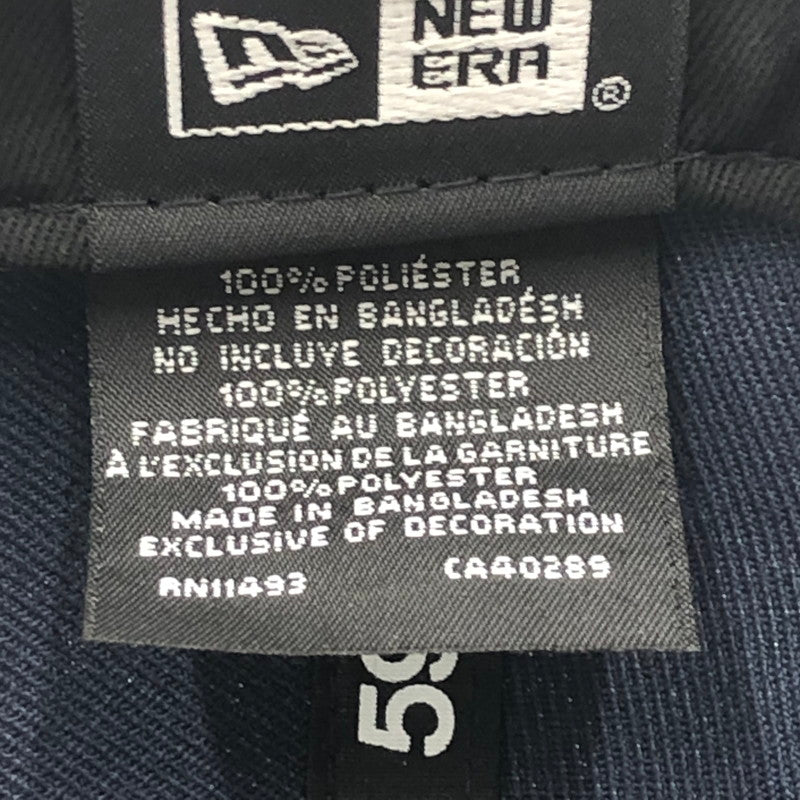 NEW
ERA
®
100% POLIÉSTER
HECHO EN BANGLADÉSH
NO INCLUYE DECORACIÓN
100% POLYESTER
FABRIQUÉ AU BANGLADESH
À L'EXCLUSION DE LA GARNITURE
100% POLYESTER
MADE IN BANGLADESH
EXCLUSIVE OF DECORATION
RN11493 CA40289
59